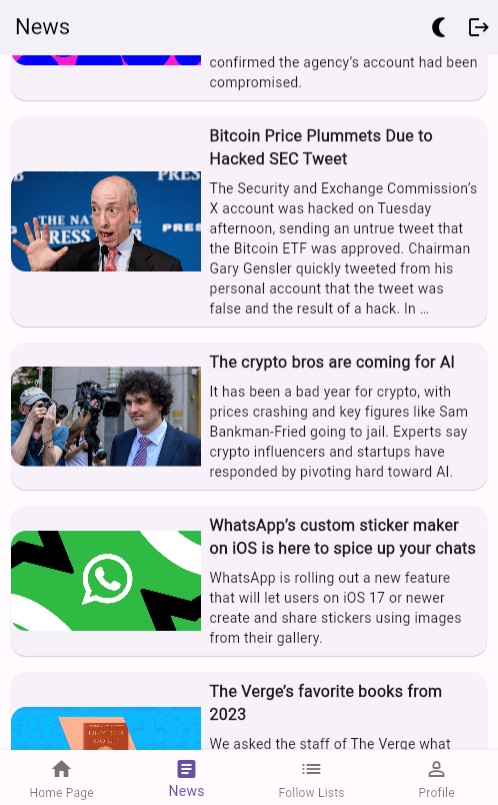 News
confirmed the agency's account had been
compromised.
PRES
B
THE NATIONAL
PRESS CLUB
PRES
Bitcoin Price Plummets Due to
Hacked SEC Tweet
The Security and Exchange Commission's
X account was hacked on Tuesday
afternoon, sending an untrue tweet that
the Bitcoin ETF was approved. Chairman
Gary Gensler quickly tweeted from his
personal account that the tweet was
false and the result of a hack. In ...
The crypto bros are coming for AI
It has been a bad year for crypto, with
prices crashing and key figures like Sam
Bankman-Fried going to jail. Experts say
crypto influencers and startups have
responded by pivoting hard toward AI.
WhatsApp's custom sticker maker
on iOS is here to spice up your chats
WhatsApp is rolling out a new feature
that will let users on iOS 17 or newer
create and share stickers using images
from their gallery.
The Verge's favorite books from
2023
We asked the staff of The Verge what
Home Page
News
Follow Lists
Profile